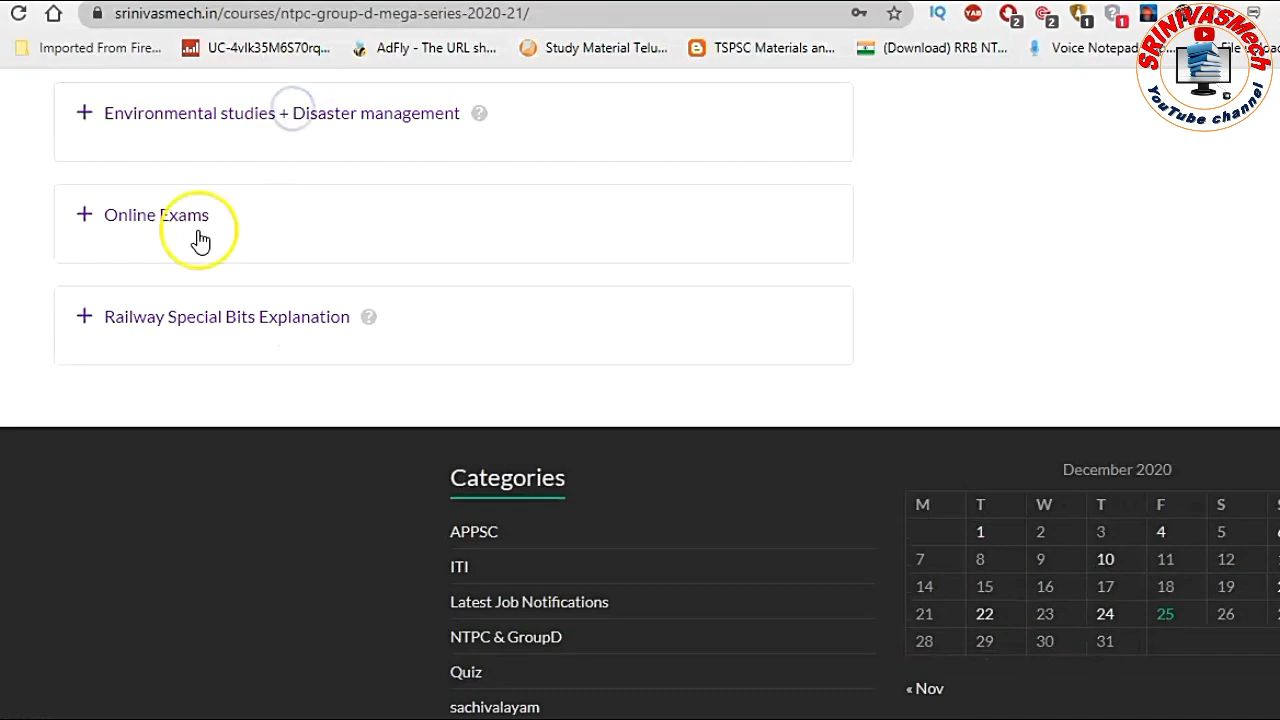 srinivasmech.in/courses/ntpc-group-d-mega-series-2020-21/
Imported From Fire...
UC-4vlk35M6S70rq...
AdFly - The URL sh...
Study Material Telu...
TSPSC Materials an...
(Download) RRB NT...
Voice Notepad
SRINIVASMech
YouTube channel
Environmental studies + Disaster management
Online Exams
Railway Special Bits Explanation
Categories
APPSC
ITI
Latest Job Notifications
NTPC & GroupD
Quiz
sachivalayam
December 2020
M T W T F S
1 2 3 4 5
7 8 9 10 11 12
14 15 16 17 18 19
21 22 23 24 25 26
28 29 30 31
« Nov